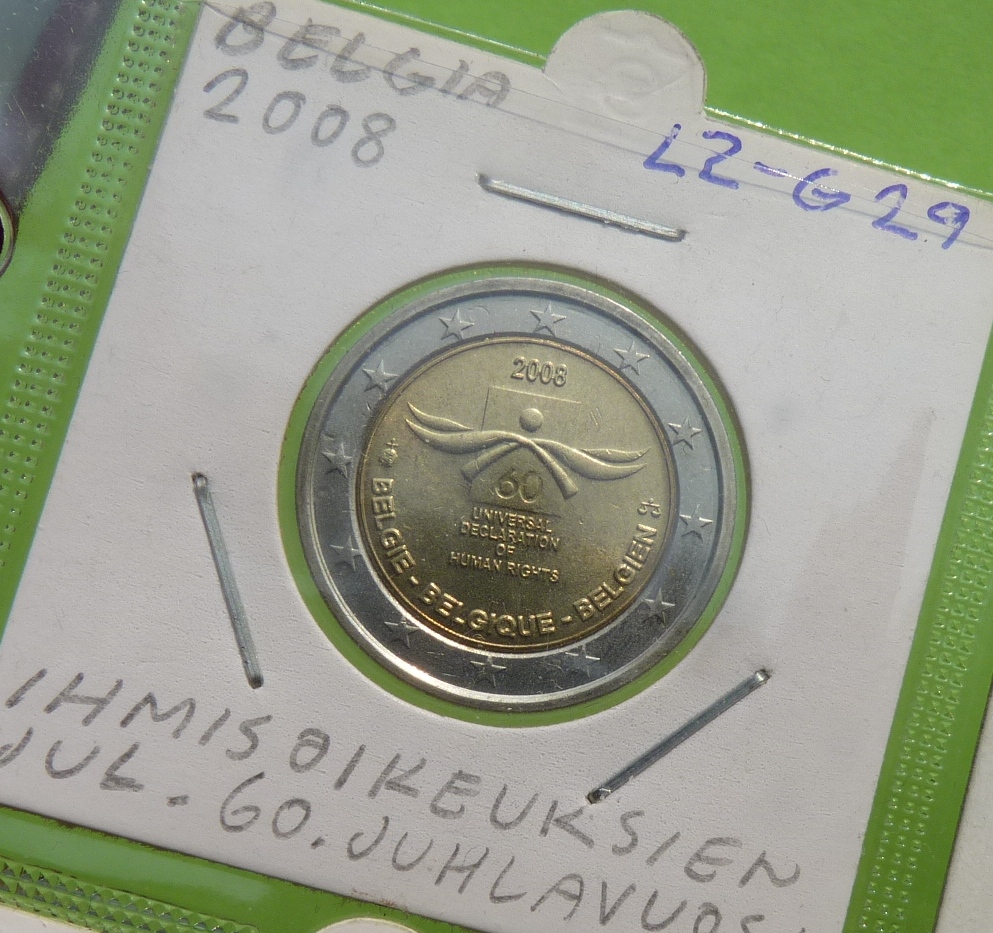 BELGIA
2008
LZ-G29
2008
60
UNIVERSAL
DECLARATION
OF
HUMAN RIGHTS
BELGIE - BELGIQUE - BELGIEN
IHMISOIKEUKSIEN
JUL. 60. JUHLAVUOSI